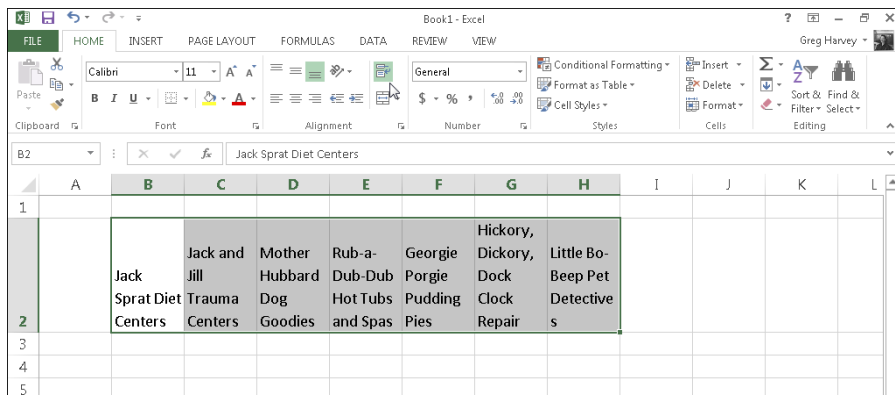 Book1 - Excel
FILE HOME INSERT PAGE LAYOUT FORMULAS DATA REVIEW VIEW Greg Harvey
Calibri 11 A A General Conditional Formatting Insert
Paste Format as Table Delete Sort & Find &
B I U A $ % , .00 .0 Cell Styles Format Filter Select
Clipboard Font Alignment Number Styles Cells Editing
B2 fx Jack Sprat Diet Centers
A B C D E F G H I J K L
1
Hickory,
Jack and Mother Rub-a- Georgie Dickory, Little Bo-
Jack Jill Hubbard Dub-Dub Porgie Dock Beep Pet
Sprat Diet Trauma Dog Hot Tubs Pudding Clock Detective
2 Centers Centers Goodies and Spas Pies Repair s
3
4
5